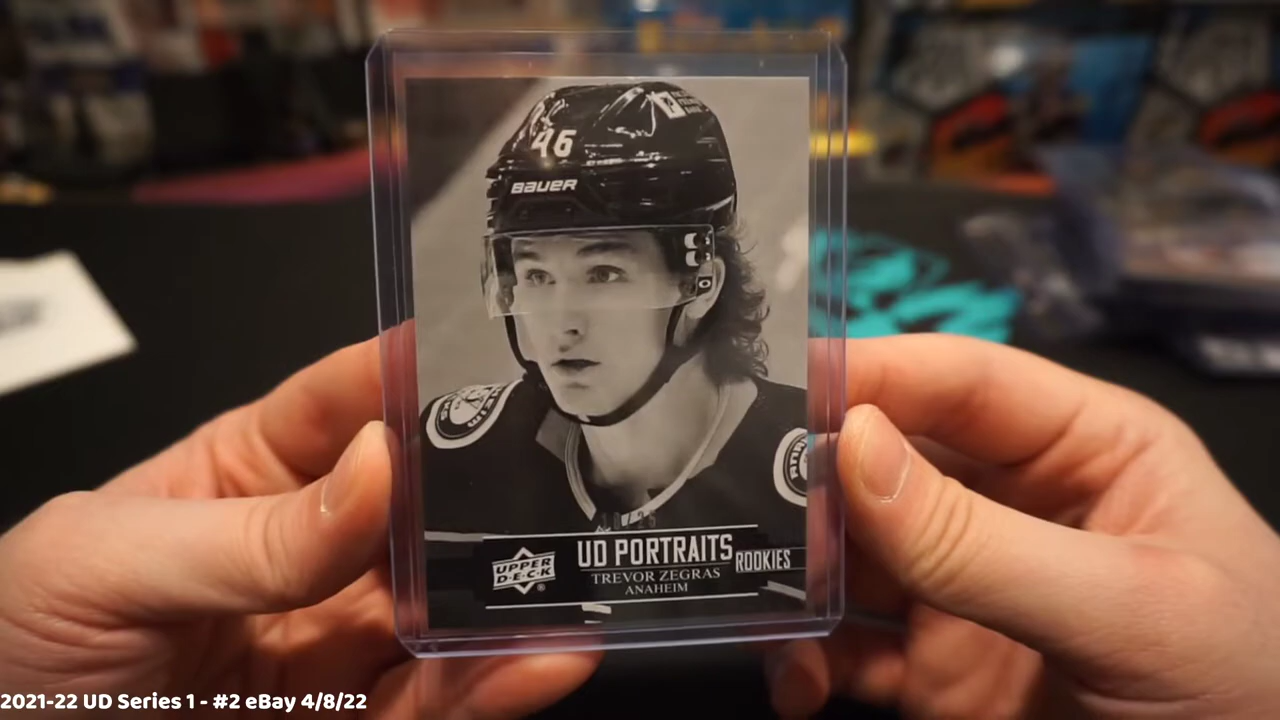 46
BAUER
UPPER
D·E·C·K
®
UD PORTRAITS
ROOKIES
TREVOR ZEGRAS
ANAHEIM
2021-22 UD Series 1 - #2 eBay 4/8/22